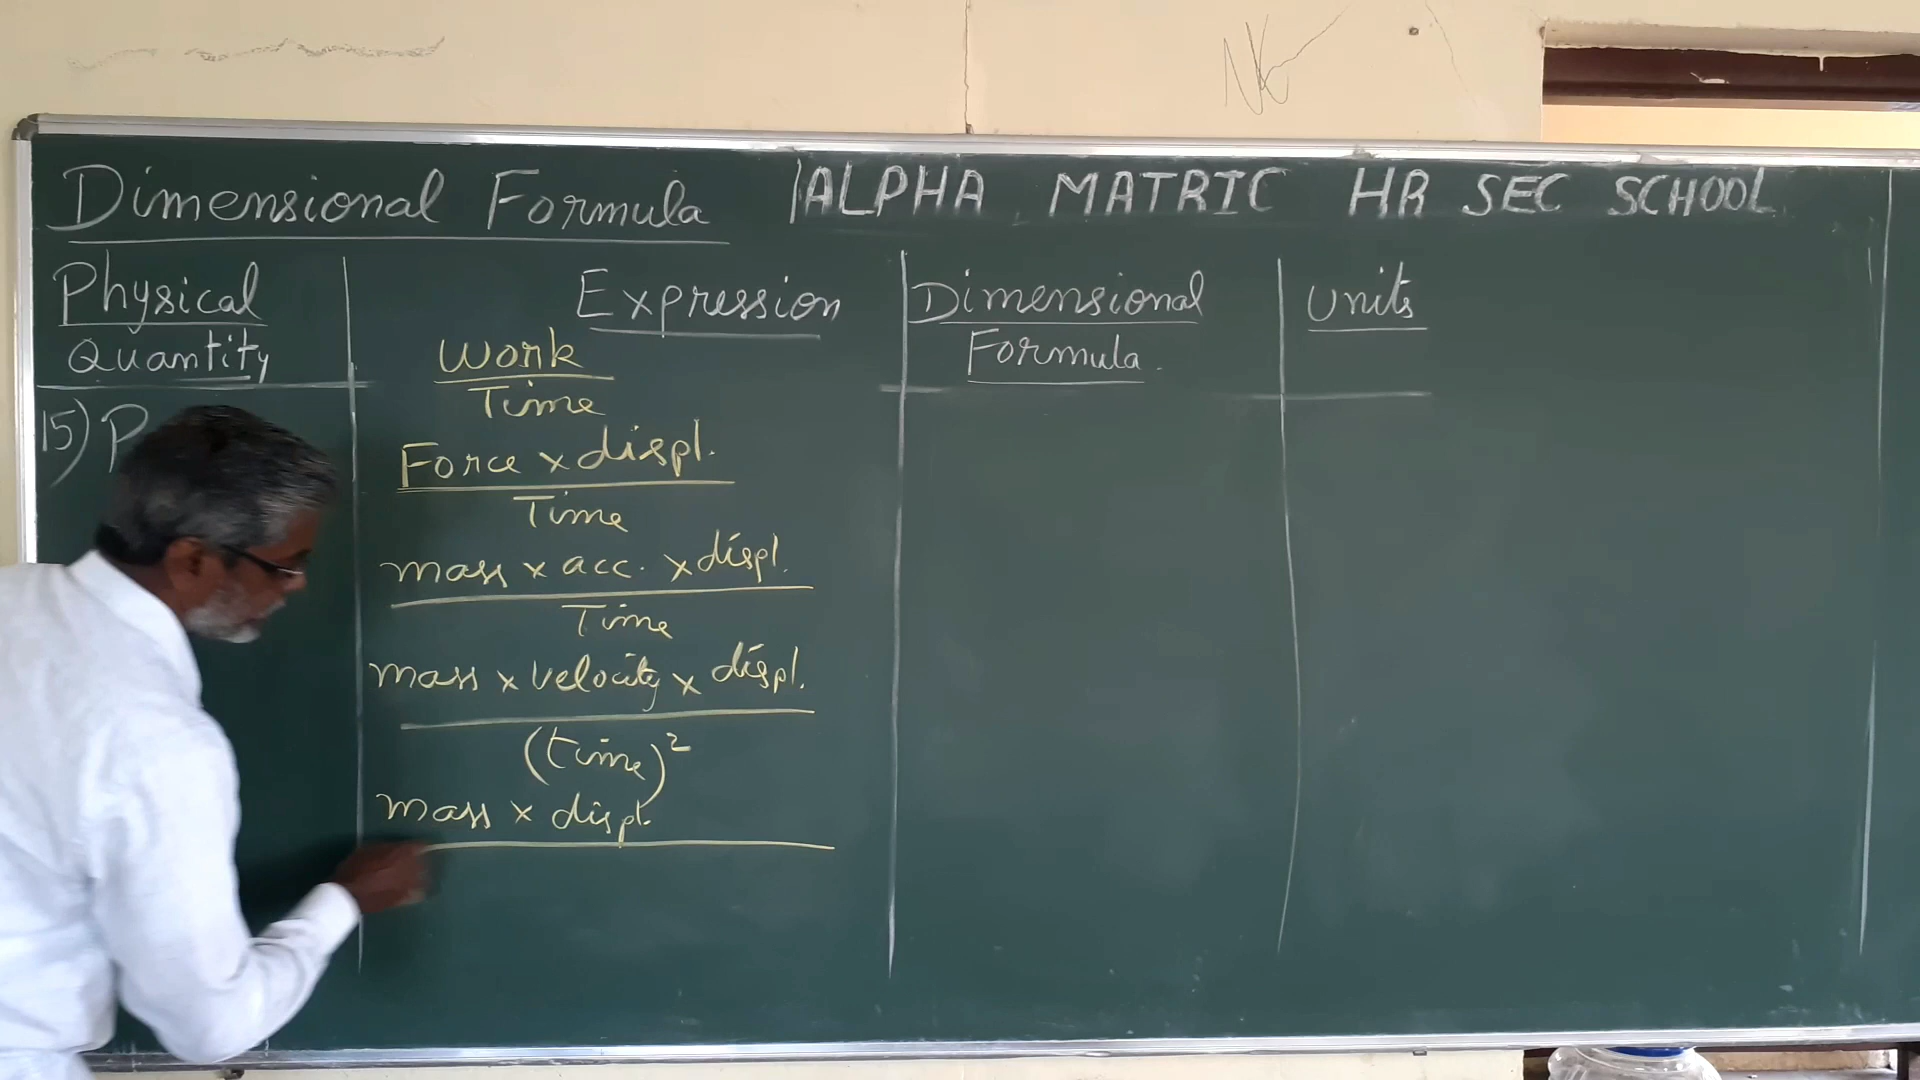 Dimensional Formula ALPHA MATRIC HR SEC SCHOOL
Physical Quantity
Expression
Dimensional Formula.
Units
15) P
Work
Time
Force x displ.
Time
mass x acc. x displ.
Time
mass x velocity x displ.
(time)²
mass x displ.